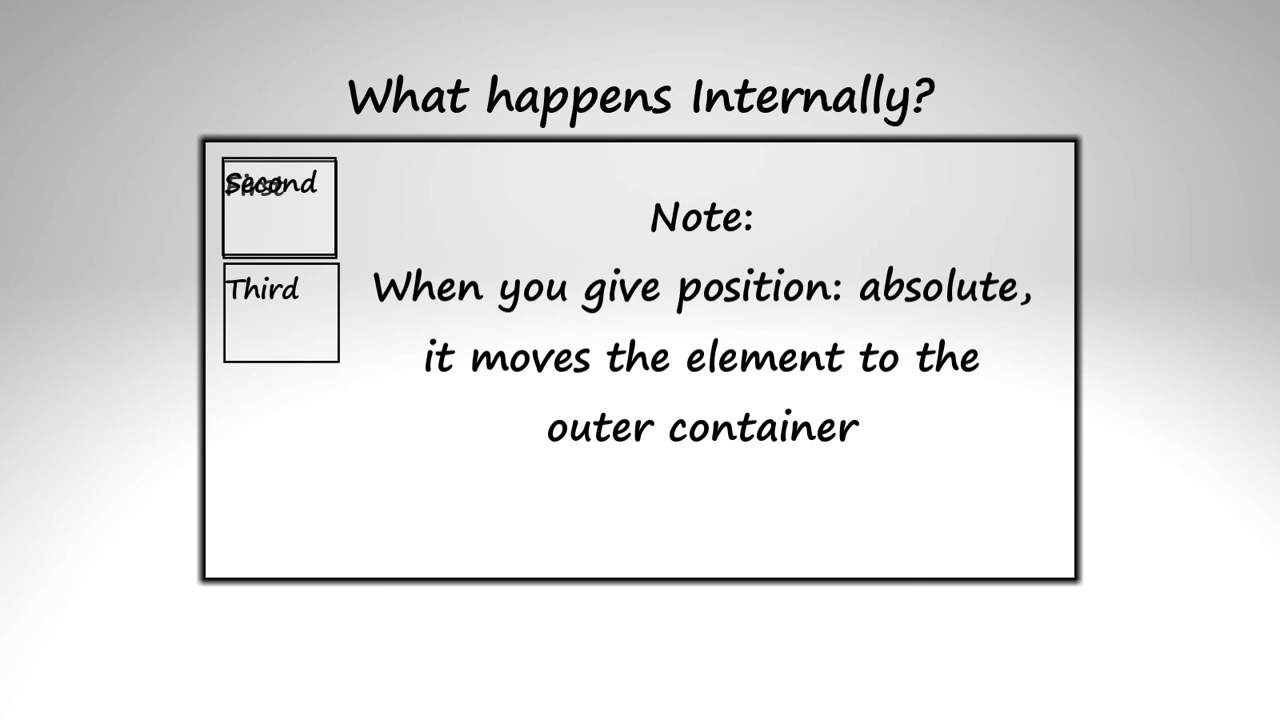 What happens Internally?
Second
First
Third
Note:
When you give position: absolute,
it moves the element to the
outer container